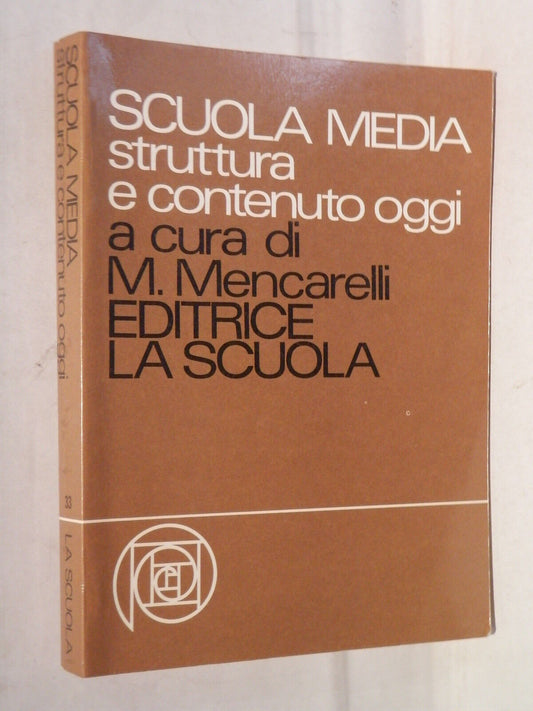 SCUOLA MEDIA
struttura
e contenuto oggi
a cura di
M. Mencarelli
EDITRICE
LA SCUOLA
SCUOLA MEDIA
struttura e contenuto oggi
33
LA SCUOLA